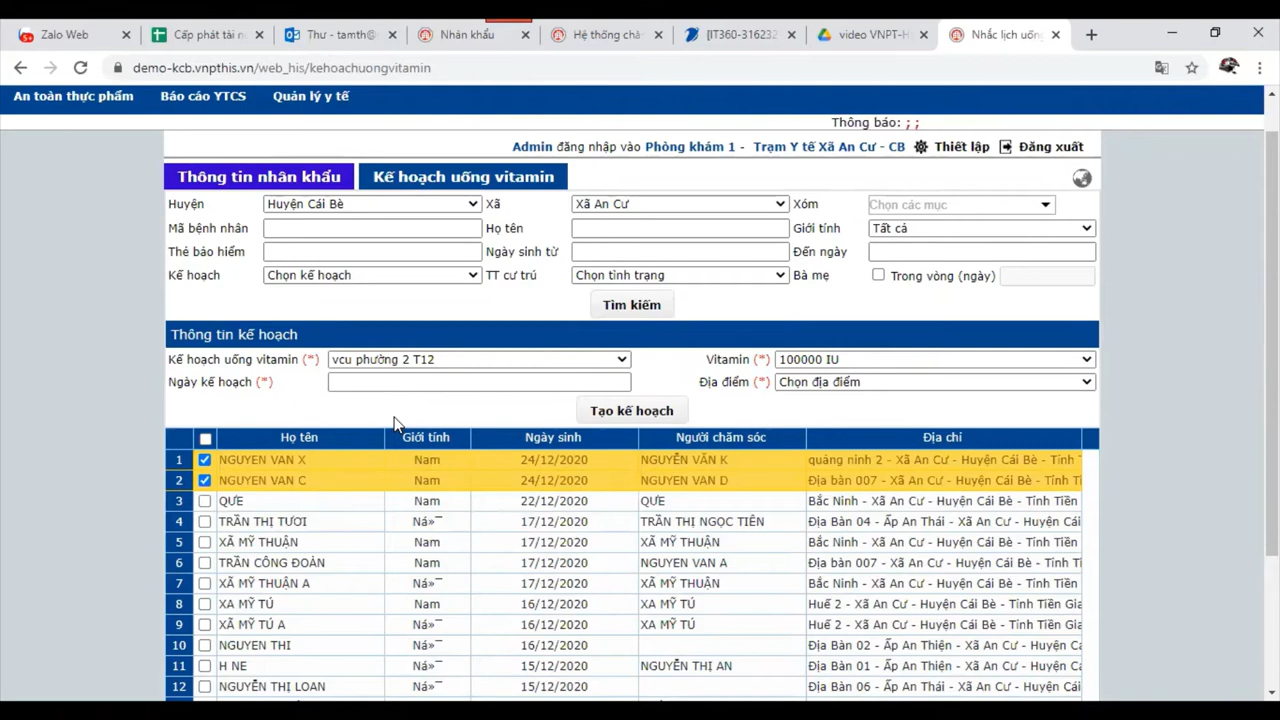 Zalo Web
Cấp phát tài n
Thư - tamth@
Nhân khẩu
Hệ thống chă
[IT360-316232
video VNPT-H
Nhắc lịch uống
demo-kcb.vnpthis.vn/web_his/kehoachuongvitamin
An toàn thực phẩm Báo cáo YTCS Quản lý y tế
Thông báo: ; ;
Admin đăng nhập vào Phòng khám 1 - Trạm Y tế Xã An Cư - CB Thiết lập Đăng xuất
Thông tin nhân khẩu Kế hoạch uống vitamin
Huyện Huyện Cái Bè Xã Xã An Cư Xóm Chọn các mục
Mã bệnh nhân Họ tên Giới tính Tất cả
Thẻ bảo hiểm Ngày sinh từ Đến ngày
Kế hoạch Chọn kế hoạch TT cư trú Chọn tình trạng Bà mẹ Trong vòng (ngày)
Tìm kiếm
Thông tin kế hoạch
Kế hoạch uống vitamin (*) vcu phường 2 T12 Vitamin (*) 100000 IU
Ngày kế hoạch (*) Địa điểm (*) Chọn địa điểm
Tạo kế hoạch
Họ tên Giới tính Ngày sinh Người chăm sóc Địa chỉ
1 NGUYEN VAN X Nam 24/12/2020 NGUYỄN VĂN K quảng ninh 2 - Xã An Cư - Huyện Cái Bè - Tỉnh T
2 NGUYEN VAN C Nam 24/12/2020 NGUYEN VAN D Địa bàn 007 - Xã An Cư - Huyện Cái Bè - Tỉnh Ti
3 QƯE Nam 22/12/2020 QƯE Bắc Ninh - Xã An Cư - Huyện Cái Bè - Tỉnh Tiền
4 TRẦN THỊ TƯƠI Ná»¯ 17/12/2020 TRẦN THỊ NGỌC TIÊN Địa Bàn 04 - Ấp An Thái - Xã An Cư - Huyện Cái
5 XÃ MỸ THUẬN Nam 17/12/2020 XÃ MỸ THUẬN Bắc Ninh - Xã An Cư - Huyện Cái Bè - Tỉnh Tiền
6 TRẦN CÔNG ĐOÀN Nam 17/12/2020 NGUYEN VAN A Địa bàn 007 - Xã An Cư - Huyện Cái Bè - Tỉnh Ti
7 XÃ MỸ THUẬN A Ná»¯ 17/12/2020 XÃ MỸ THUẬN Bắc Ninh - Xã An Cư - Huyện Cái Bè - Tỉnh Tiền
8 XA MỸ TÚ Nam 16/12/2020 XA MỸ TÚ Huế 2 - Xã An Cư - Huyện Cái Bè - Tỉnh Tiền Gia
9 XÃ MỸ TÚ A Ná»¯ 16/12/2020 XA MỸ TÚ Huế 2 - Xã An Cư - Huyện Cái Bè - Tỉnh Tiền Gia
10 NGUYEN THI Ná»¯ 16/12/2020 Địa Bàn 02 - Ấp An Thiện - Xã An Cư - Huyện Cá
11 H NE Ná»¯ 15/12/2020 NGUYỄN THỊ AN Địa Bàn 01 - Ấp An Thiện - Xã An Cư - Huyện Cá
12 NGUYỄN THỊ LOAN Ná»¯ 15/12/2020 Địa Bàn 06 - Ấp An Thái - Xã An Cư - Huyện Cái